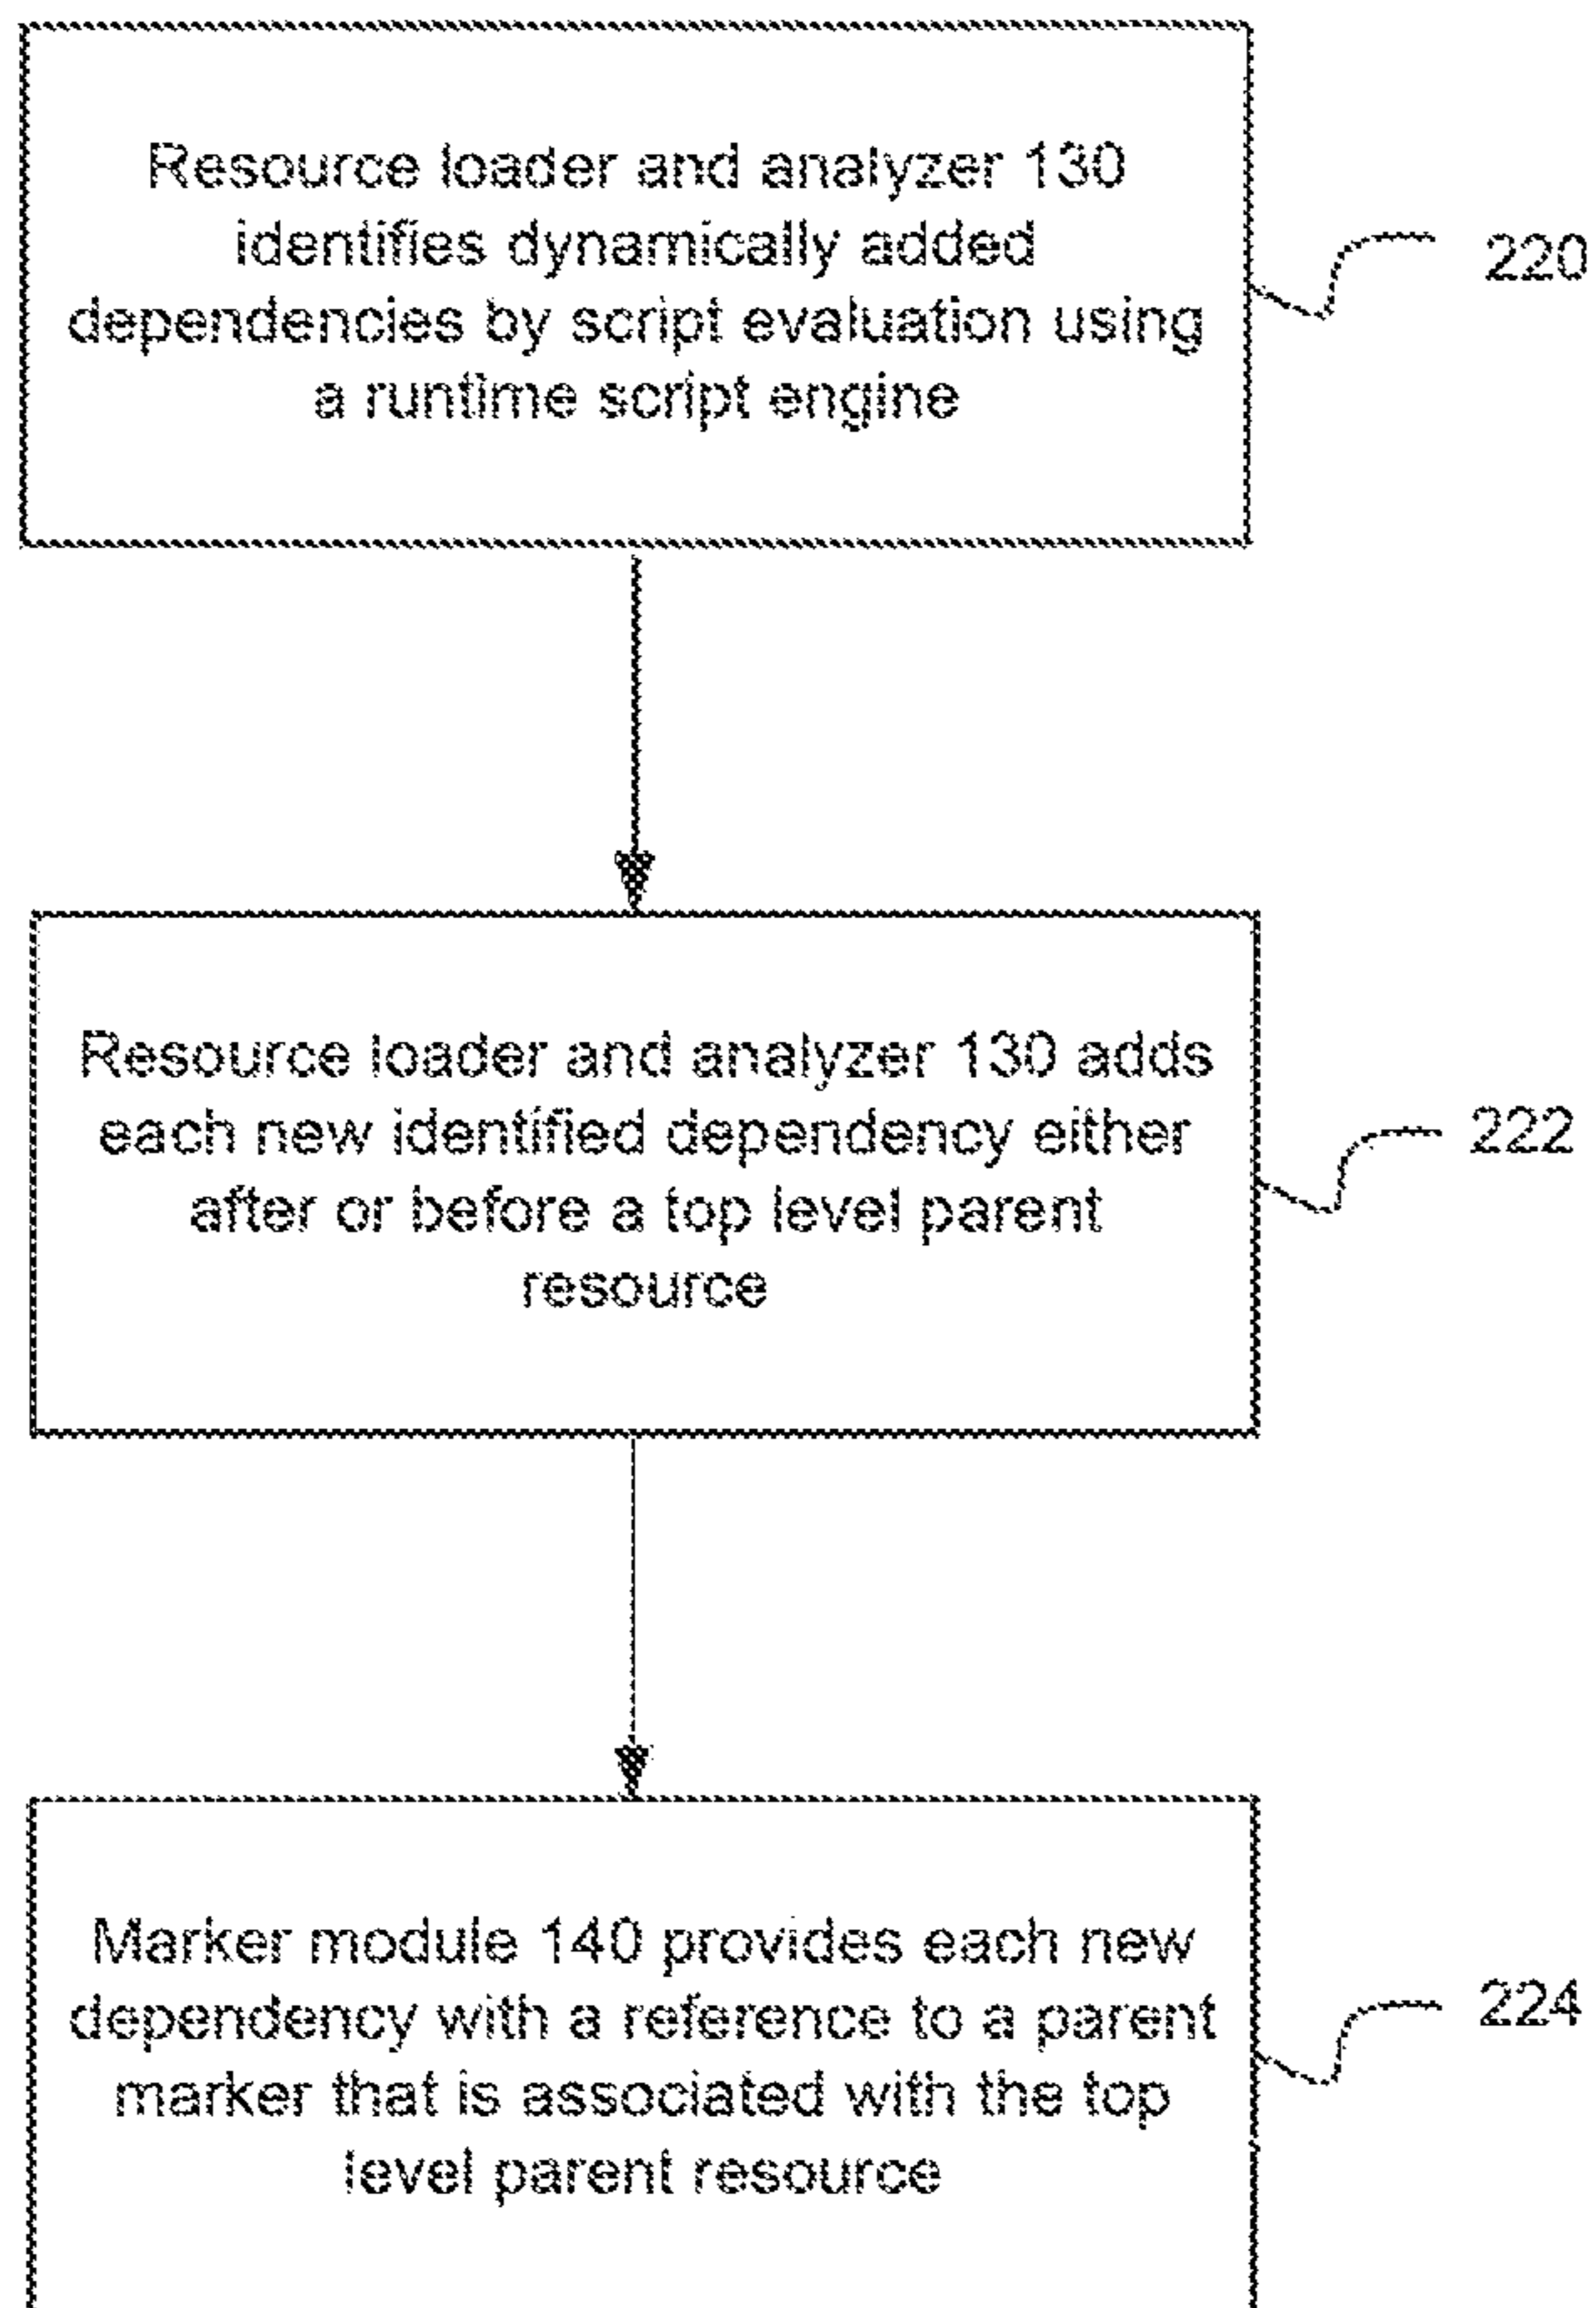 Resource loader and analyzer 130
identifies dynamically added
dependencies by script evaluation using
a runtime script engine
220
Resource loader and analyzer 130 adds
each new identified dependency either
after or before a top level parent
resource
222
Marker module 140 provides each new
dependency with a reference to a parent
marker that is associated with the top
level parent resource
224